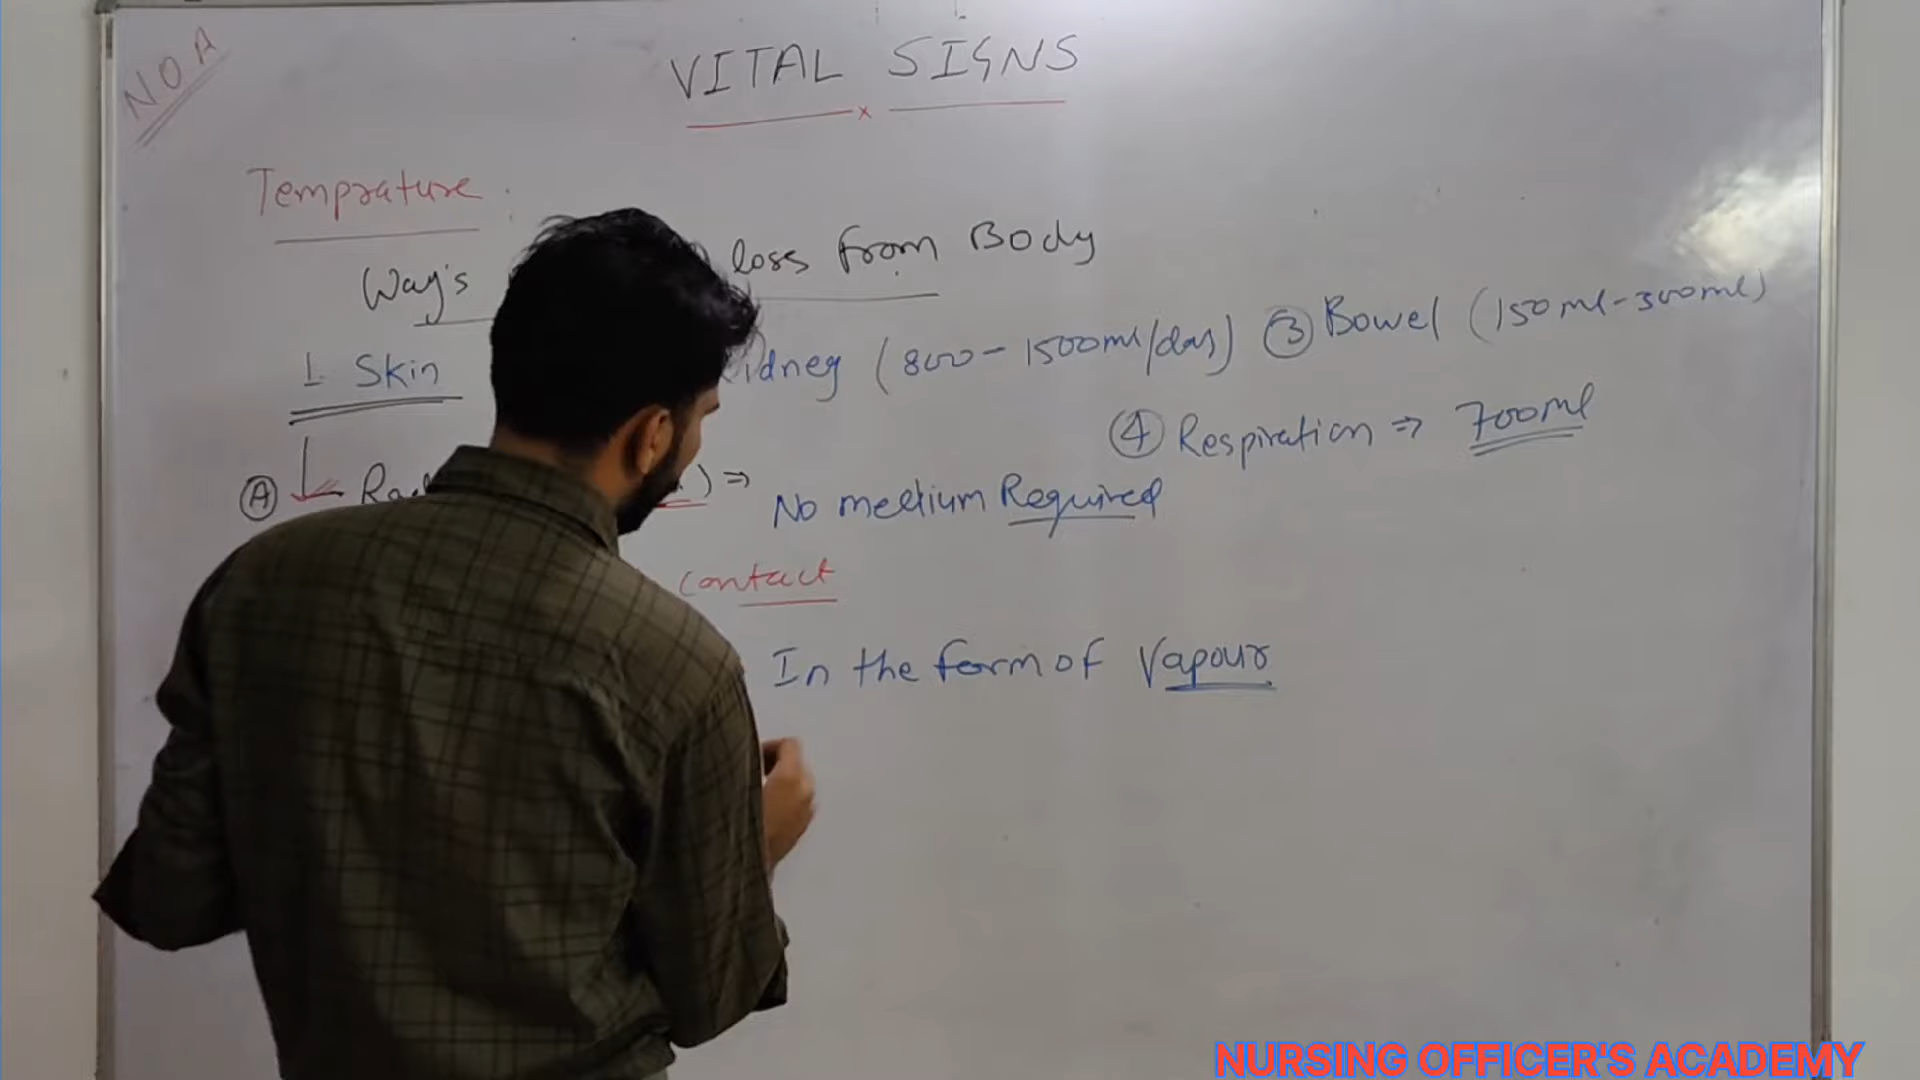 NOA
VITAL SIGNS
Temprature :
Way's loss from Body
1. Skin (800-1500ml/day) ③ Bowel (150ml-300ml)
④ Respiration ⇒ 700ml
Ⓐ ) ⇒ No medium Required
contact
In the form of Vapour
NURSING OFFICER'S ACADEMY